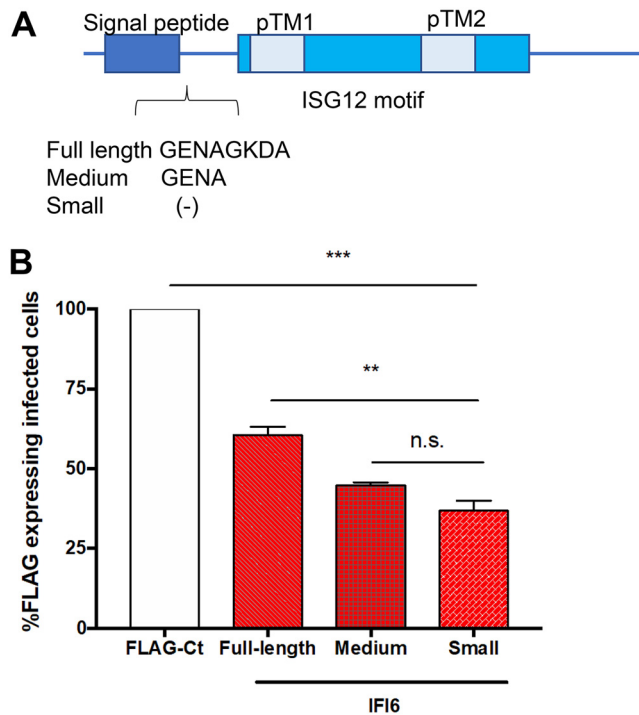 A
Signal peptide pTM1 pTM2
ISG12 motif
Full length GENAGKDA
Medium GENA
Small (-)
B
***
**
n.s.
%FLAG expressing infected cells
100
75
50
25
0
FLAG-Ct Full-length Medium Small
IFI6